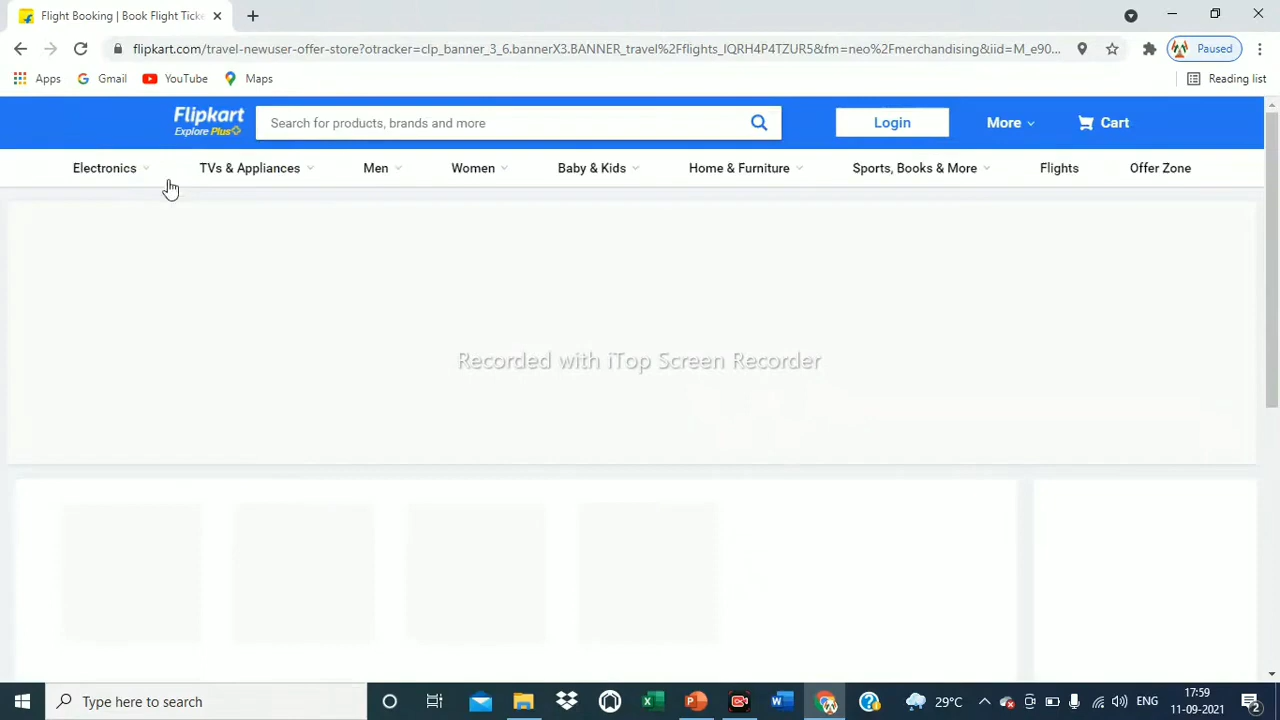 Flight Booking | Book Flight Ticke
flipkart.com/travel-newuser-offer-store?otracker=clp_banner_3_6.bannerX3.BANNER_travel%2Fflights_IQRH4P4TZUR5&fm=neo%2Fmerchandising&iid=M_e90...
Paused
Apps
Gmail
YouTube
Maps
Reading list
Flipkart
Explore Plus
Search for products, brands and more
Login
More
Cart
Electronics
TVs & Appliances
Men
Women
Baby & Kids
Home & Furniture
Sports, Books & More
Flights
Offer Zone
Recorded with iTop Screen Recorder
Type here to search
29°C
ENG
17:59
11-09-2021
2